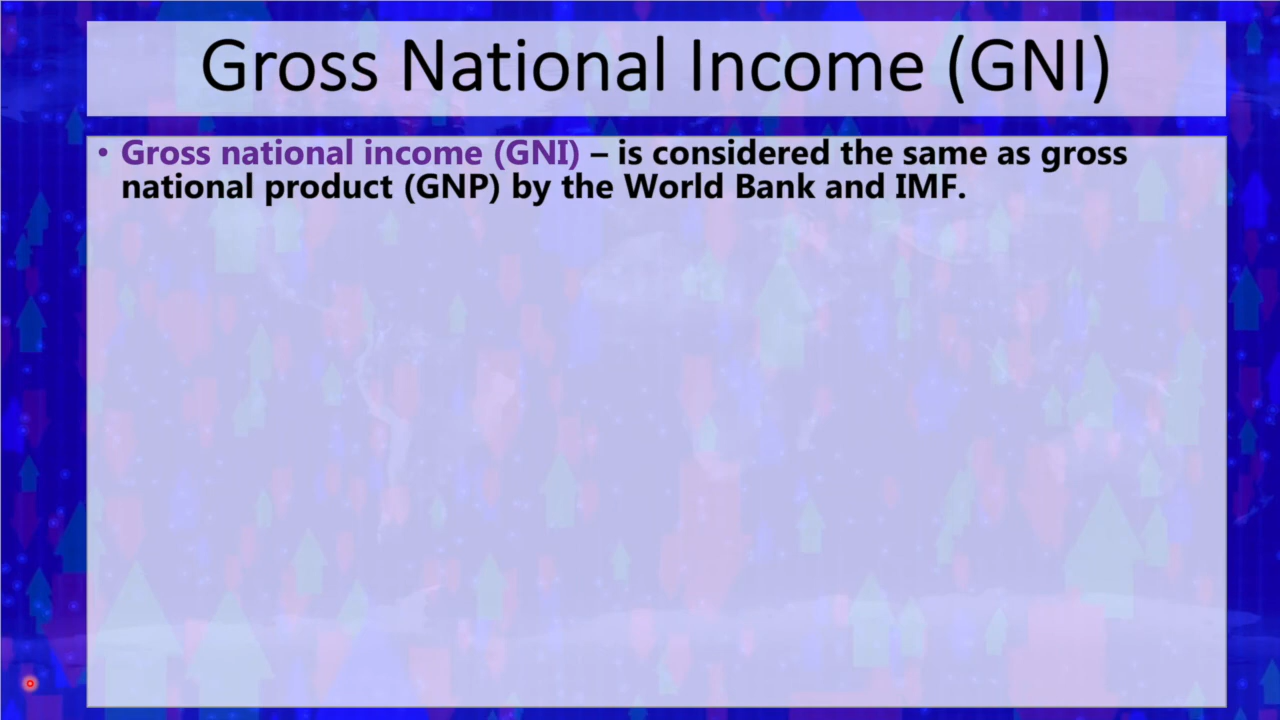 Gross National Income (GNI)
• Gross national income (GNI) – is considered the same as gross
national product (GNP) by the World Bank and IMF.